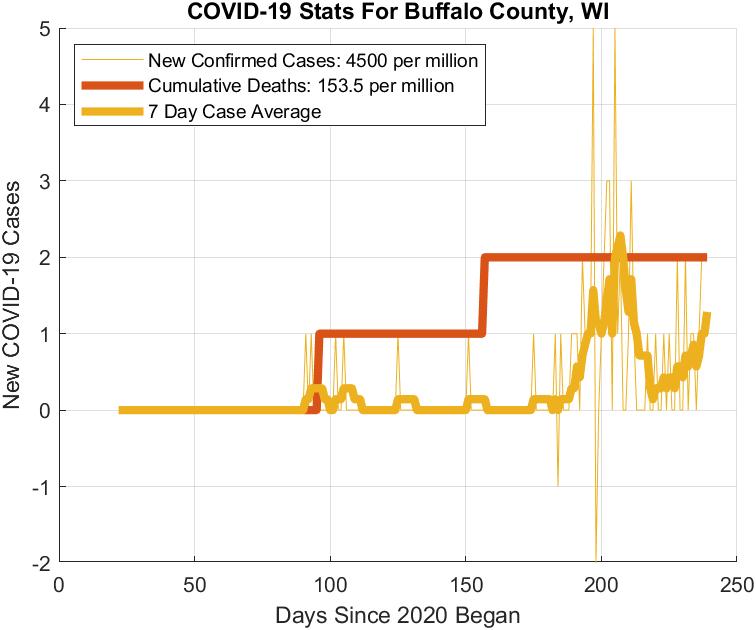 COVID-19 Stats For Buffalo County, WI
New Confirmed Cases: 4500 per million
Cumulative Deaths: 153.5 per million
7 Day Case Average
New COVID-19 Cases
5
4
3
2
1
0
-1
-2
0 50 100 150 200 250
Days Since 2020 Began